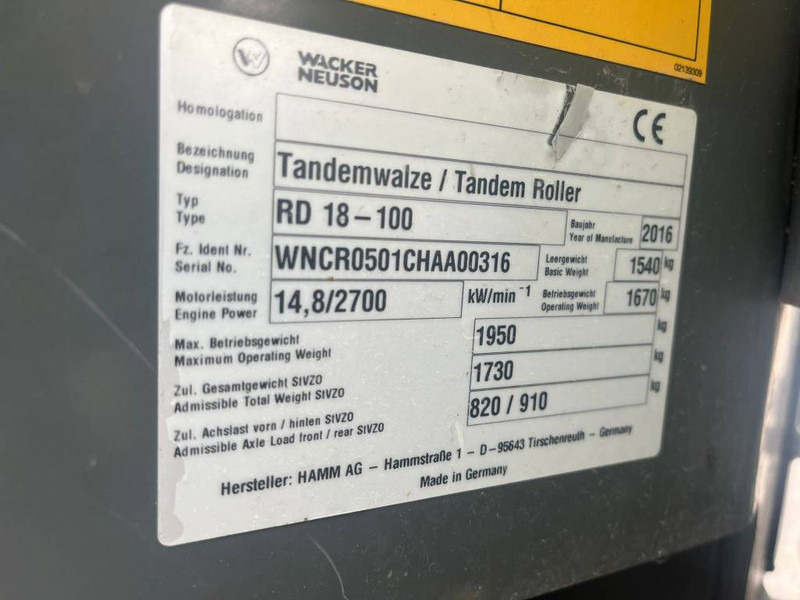 02139309
WACKER
NEUSON
CE
Homologation
Bezeichnung
Designation
Tandemwalze / Tandem Roller
Typ
Type
RD 18-100
Baujahr
Year of Manufacture
2016
Fz. Ident Nr.
Serial No.
WNCR0501CHAA00316
Leergewicht
Basic Weight
1540 kg
Motorleistung
Engine Power
14,8/2700
kW/min -1
Betriebsgewicht
Operating Weight
1670 kg
Max. Betriebsgewicht
Maximum Operating Weight
1950 kg
Zul. Gesamtgewicht StVZO
Admissible Total Weight StVZO
1730 kg
Zul. Achslast vorn / hinten StVZO
Admissible Axle Load front / rear StVZO
820 / 910 kg
Hersteller: HAMM AG - Hammstraße 1 - D-95643 Tirschenreuth - Germany
Made in Germany